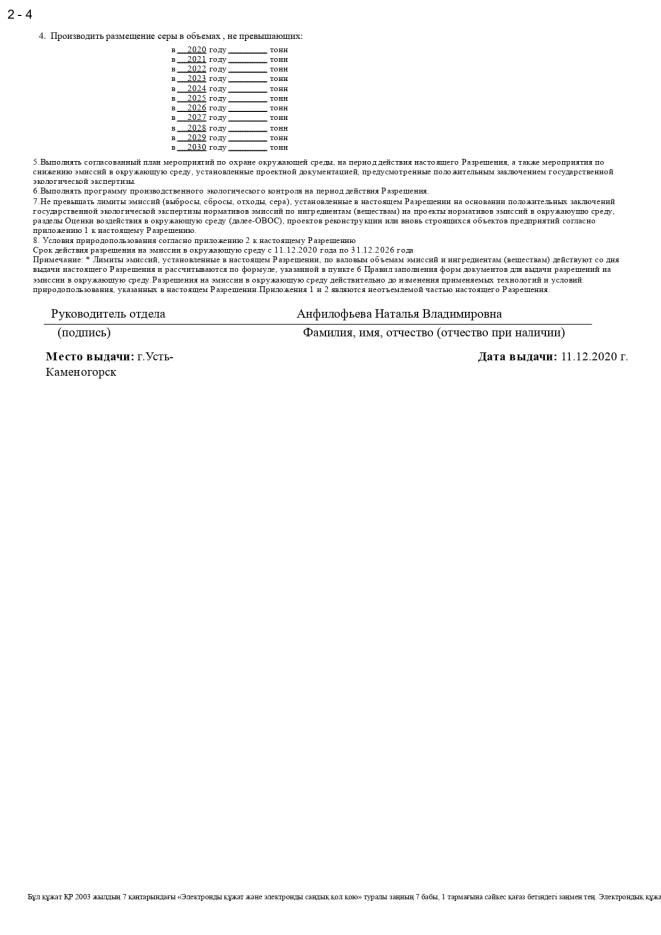 2 - 4
4. Производить размещение серы в объемах , не превышающих:
в 2020 году ________ тонн
в 2021 году ________ тонн
в 2022 году ________ тонн
в 2023 году ________ тонн
в 2024 году ________ тонн
в 2025 году ________ тонн
в 2026 году ________ тонн
в 2027 году ________ тонн
в 2028 году ________ тонн
в 2029 году ________ тонн
в 2030 году ________ тонн
5.Выполнять согласованный план мероприятий по охране окружающей среды, на период действия настоящего Разрешения, а также мероприятия по
снижению эмиссий в окружающую среду, установленные проектной документацией, предусмотренные положительным заключением государственной
экологической экспертизы.
6.Выполнять программу производственного экологического контроля на период действия Разрешения.
7.Не превышать лимиты эмиссий (выбросы, сбросы, отходы, сера), установленные в настоящем Разрешении на основании положительных заключений
государственной экологической экспертизы нормативов эмиссий по ингредиентам (веществам) на проекты нормативов эмиссий в окружающую среду,
разделы Оценки воздействия в окружающую среду (далее-ОВОС), проектов реконструкции или вновь строящихся объектов предприятий согласно
приложению 1 к настоящему Разрешению.
8. Условия природопользования согласно приложению 2 к настоящему Разрешению
Срок действия разрешения на эмиссии в окружающую среду с 11.12.2020 года по 31.12.2026 года
Примечание: * Лимиты эмиссий, установленные в настоящем Разрешении, по валовым объемам эмиссий и ингредиентам (веществам) действуют со дня
выдачи настоящего Разрешения и рассчитываются по формуле, указанной в пункте 6 Правил заполнения форм документов для выдачи разрешений на
эмиссии в окружающую среду.Разрешения на эмиссии в окружающую среду действительно до изменения применяемых технологий и условий
природопользования, указанных в настоящем Разрешении.Приложения 1 и 2 являются неотъемлемой частью настоящего Разрешения.
Руководитель отдела Анфилофьева Наталья Владимировна
(подпись) Фамилия, имя, отчество (отчество при наличии)
Место выдачи: г.Усть- Дата выдачи: 11.12.2020 г.
Каменогорск
Бұл құжат ҚР 2003 жылдың 7 қаңтарындағы «Электронды құжат және электронды сандық қол қою» туралы заңның 7 бабы, 1 тармағына сәйкес қағаз бетіндегі заңмен тең. Электрондық құжа